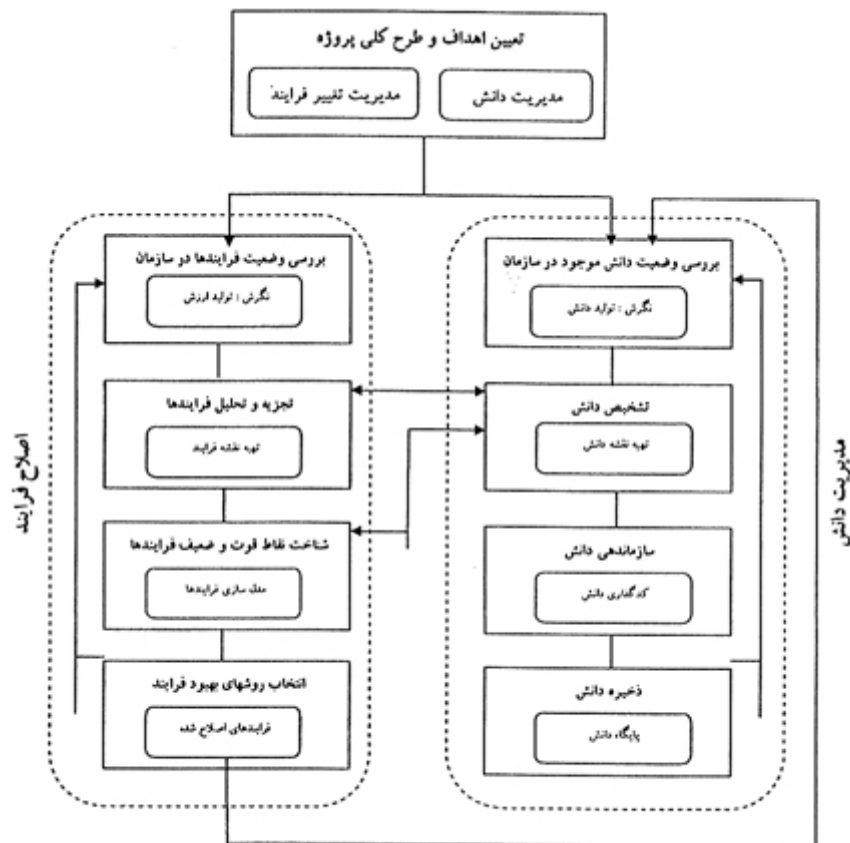 تعیین اهداف و طرح کلی پروژه
مدیریت دانش
مدیریت تغییر فرایند
مدیریت دانش
بررسی وضعیت دانش موجود در سازمان
نگرش : تولید دانش
تشخیص دانش
تهیه نقشه دانش
سازماندهی دانش
کدگذاری دانش
ذخیره دانش
پایگاه دانش
بررسی وضعیت فرایندها در سازمان
نگرش : تولید ارزش
تجزیه و تحلیل فرایندها
تهیه نقشه فرایند
شناخت نقاط قوت و ضعیف فرایندها
مدل سازی فرایندها
انتخاب روشهای بهبود فرایند
فرایندهای اصلاح شده
اصلاح فرایند